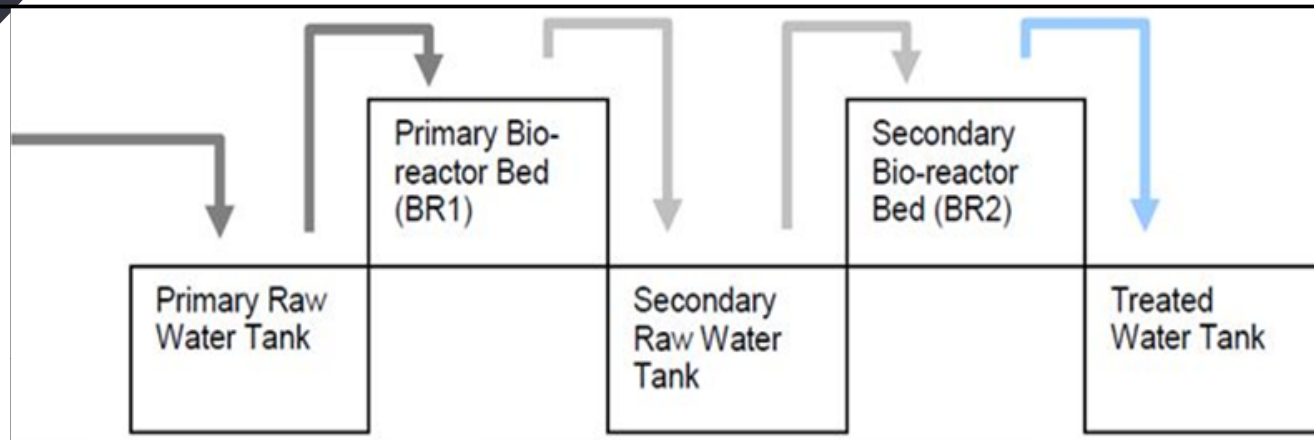 Primary Bio-
reactor Bed
(BR1)
Secondary
Bio-reactor
Bed (BR2)
Primary Raw
Water Tank
Secondary
Raw Water
Tank
Treated
Water Tank